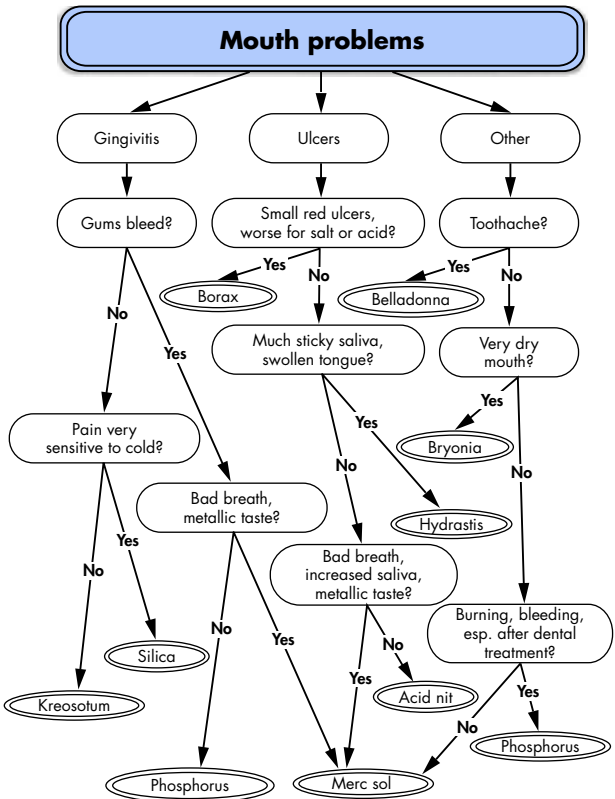 Mouth problems
Gingivitis
Ulcers
Other
Gums bleed?
Small red ulcers,
worse for salt or acid?
Toothache?
Yes
No
Yes
No
Borax
Belladonna
No
Yes
Much sticky saliva,
swollen tongue?
Very dry
mouth?
Yes
Yes
Pain very
sensitive to cold?
Bryonia
No
No
Bad breath,
metallic taste?
Hydrastis
Yes
No
Bad breath,
increased saliva,
metallic taste?
Burning, bleeding,
esp. after dental
treatment?
No
Yes
No
Silica
Yes
Acid nit
Yes
Kreosotum
No
Phosphorus
Phosphorus
Merc sol